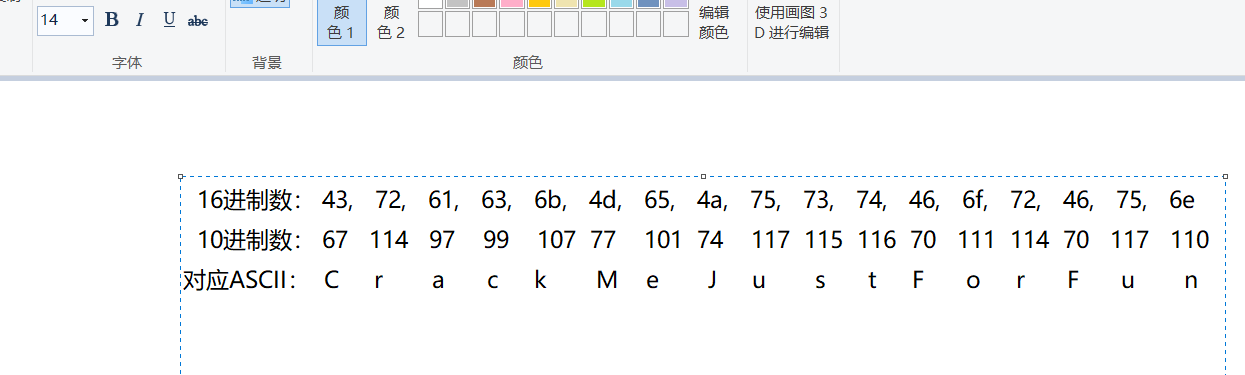 14 B I U abc
颜色 1
颜色 2
编辑颜色
使用画图 3D 进行编辑
字体 背景 颜色
16进制数： 43, 72, 61, 63, 6b, 4d, 65, 4a, 75, 73, 74, 46, 6f, 72, 46, 75, 6e
10进制数： 67 114 97 99 107 77 101 74 117 115 116 70 111 114 70 117 110
对应ASCII： C r a c k M e J u s t F o r F u n